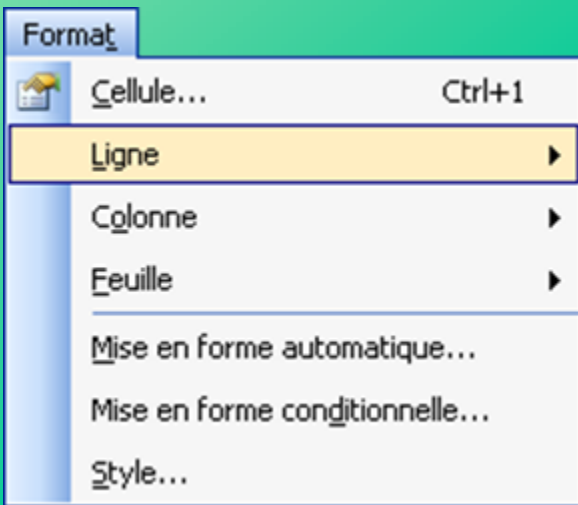 Format
Cellule... Ctrl+1
Ligne
Colonne
Feuille
Mise en forme automatique...
Mise en forme conditionnelle...
Style...